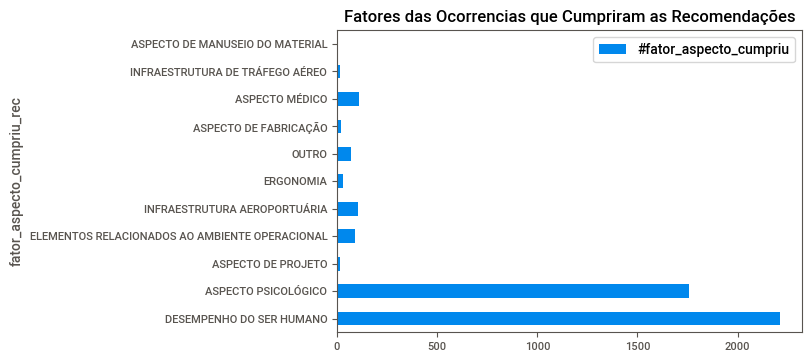 Fatores das Ocorrencias que Cumpriram as Recomendações
#fator_aspecto_cumpriu
fator_aspecto_cumpriu_rec
ASPECTO DE MANUSEIO DO MATERIAL
INFRAESTRUTURA DE TRÁFEGO AÉREO
ASPECTO MÉDICO
ASPECTO DE FABRICAÇÃO
OUTRO
ERGONOMIA
INFRAESTRUTURA AEROPORTUÁRIA
ELEMENTOS RELACIONADOS AO AMBIENTE OPERACIONAL
ASPECTO DE PROJETO
ASPECTO PSICOLÓGICO
DESEMPENHO DO SER HUMANO
0 500 1000 1500 2000